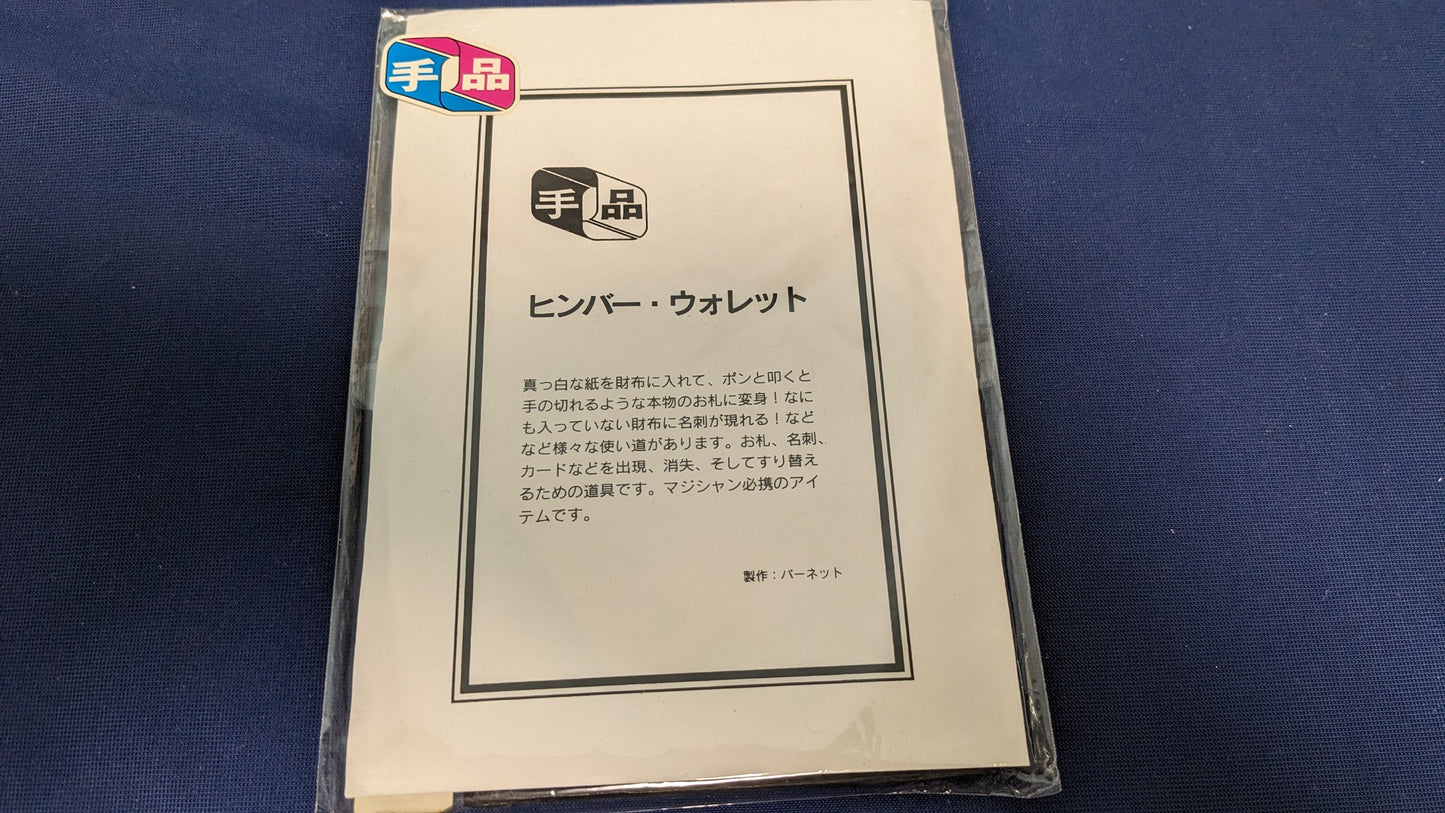 手品
手品
ヒンバー・ウォレット
真っ白な紙を財布に入れて、ポンと叩くと
手の切れるような本物のお札に変身！なに
も入っていない財布に名刺が現れる！など
など様々な使い道があります。お札、名刺、
カードなどを出現、消失、そしてすり替え
るための道具です。マジシャン必携のアイ
テムです。
製作：バーネット